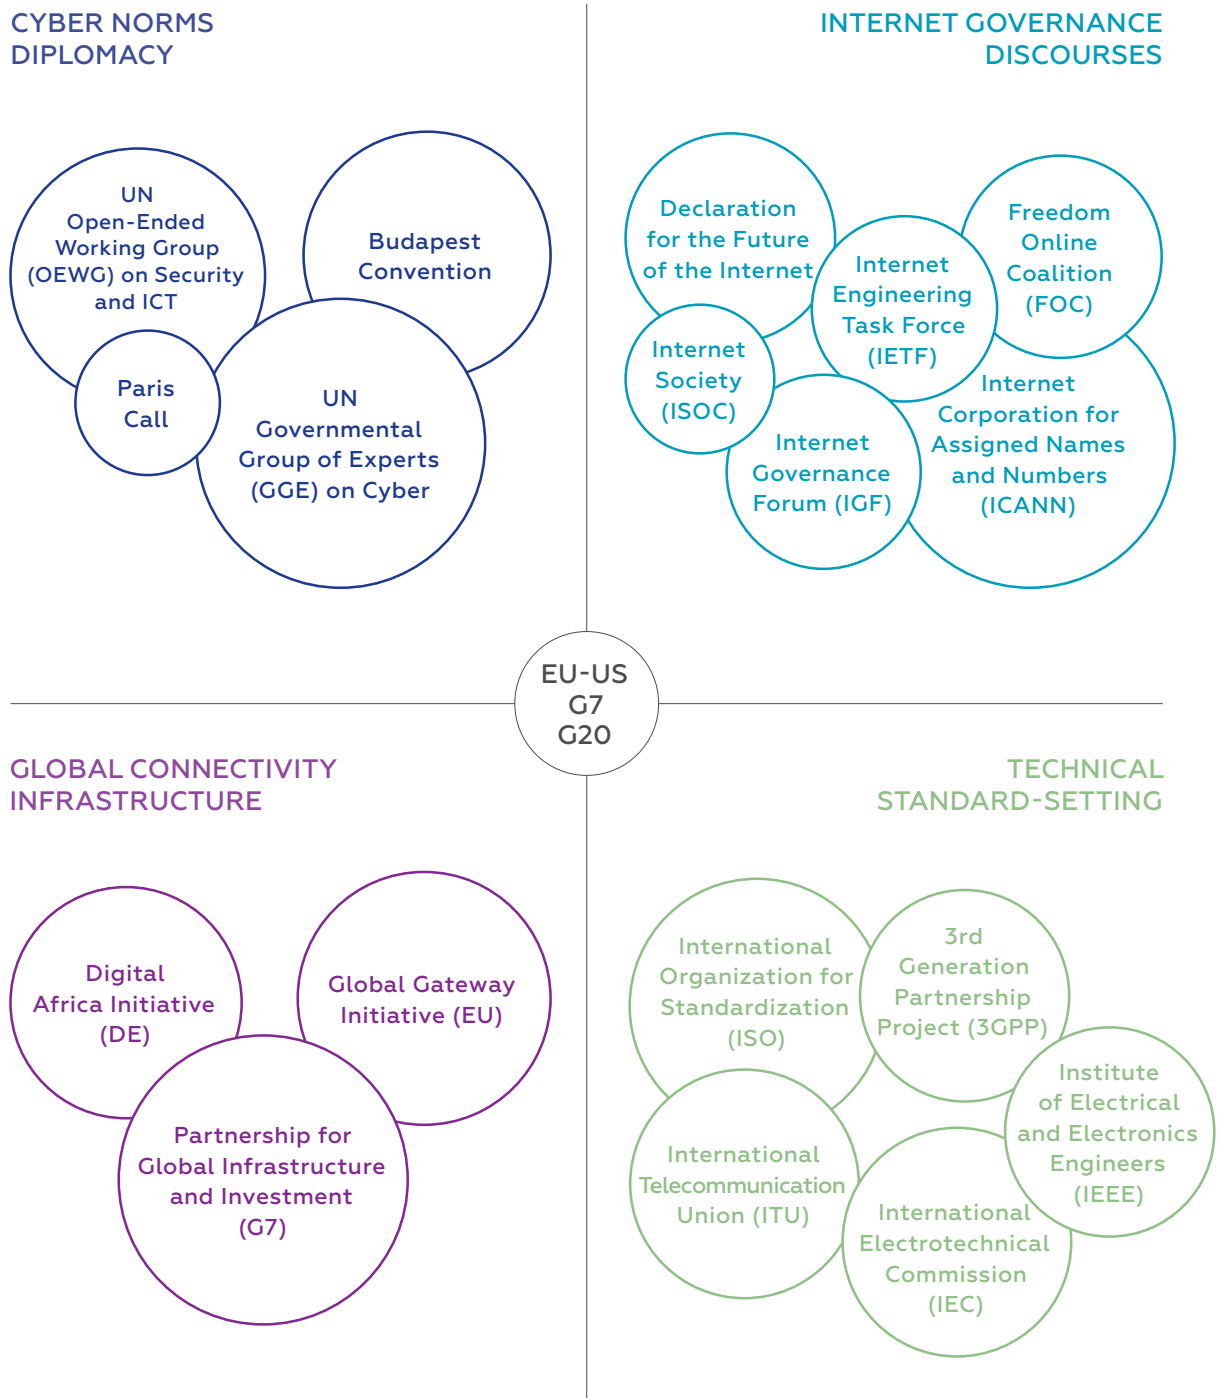 CYBER NORMS
DIPLOMACY
UN
Open-Ended
Working Group
(OEWG) on Security
and ICT
Budapest
Convention
Paris
Call
UN
Governmental
Group of Experts
(GGE) on Cyber
INTERNET GOVERNANCE
DISCOURSES
Declaration
for the Future
of the Internet
Internet
Engineering
Task Force
(IETF)
Freedom
Online
Coalition
(FOC)
Internet
Society
(ISOC)
Internet
Governance
Forum (IGF)
Internet
Corporation for
Assigned Names
and Numbers
(ICANN)
EU-US
G7
G20
GLOBAL CONNECTIVITY
INFRASTRUCTURE
Digital
Africa Initiative
(DE)
Global Gateway
Initiative (EU)
Partnership for
Global Infrastructure
and Investment
(G7)
TECHNICAL
STANDARD-SETTING
International
Organization for
Standardization
(ISO)
3rd
Generation
Partnership
Project (3GPP)
Institute
of Electrical
and Electronics
Engineers
(IEEE)
International
Telecommunication
Union (ITU)
International
Electrotechnical
Commission
(IEC)